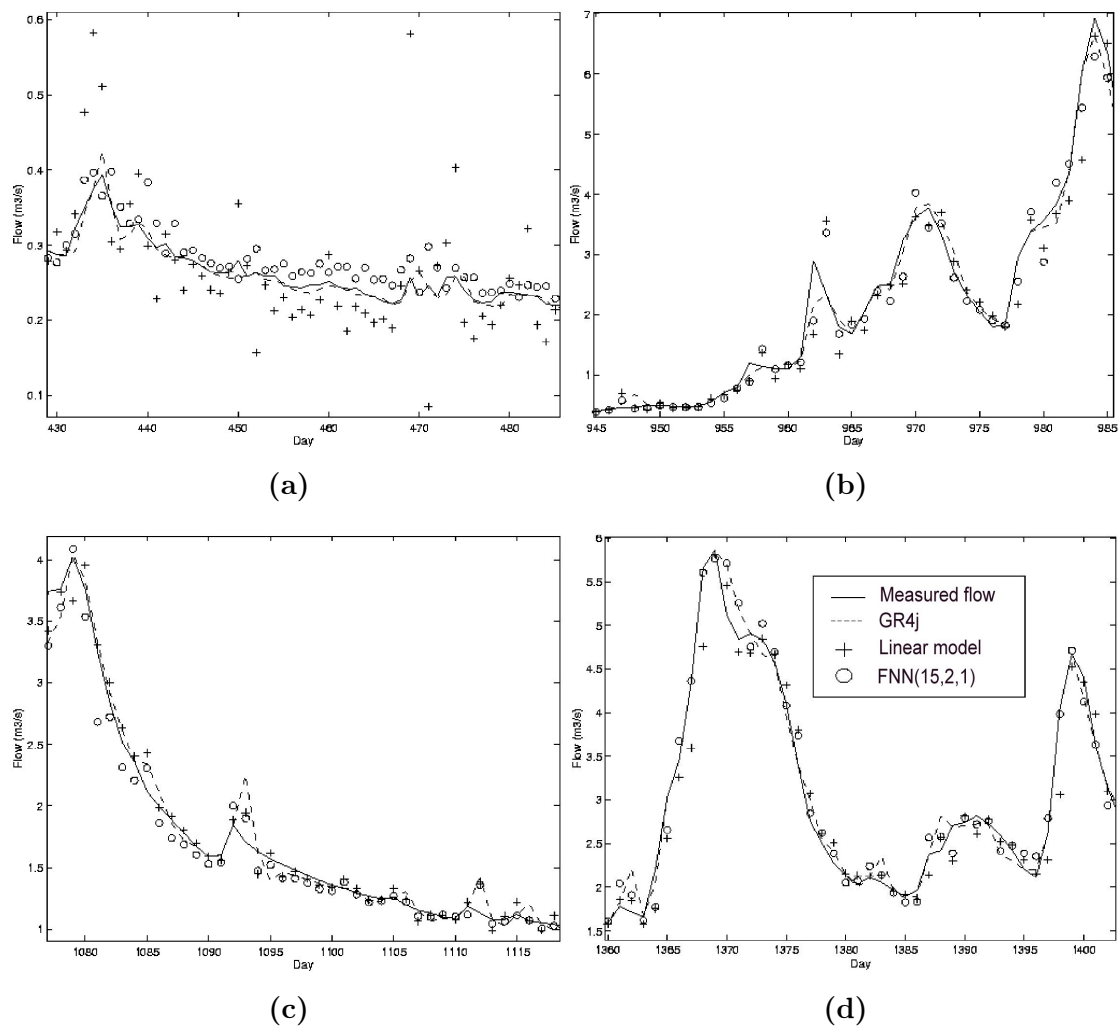 0.6
0.5
0.4
0.3
0.2
0.1
Flow (m3/s)
430 440 450 460 470 480
Day
(a)
7
6
5
4
3
2
1
Flow (m3/s)
945 950 955 960 965 970 975 980 985
Day
(b)
4
3.5
3
2.5
2
1.5
1
Flow (m3/s)
1080 1085 1090 1095 1100 1105 1110 1115
Day
(c)
6
5.5
5
4.5
4
3.5
3
2.5
2
1.5
Flow (m3/s)
1360 1365 1370 1375 1380 1385 1390 1395 1400
Day
Measured flow
GR4j
Linear model
FNN(15,2,1)
(d)